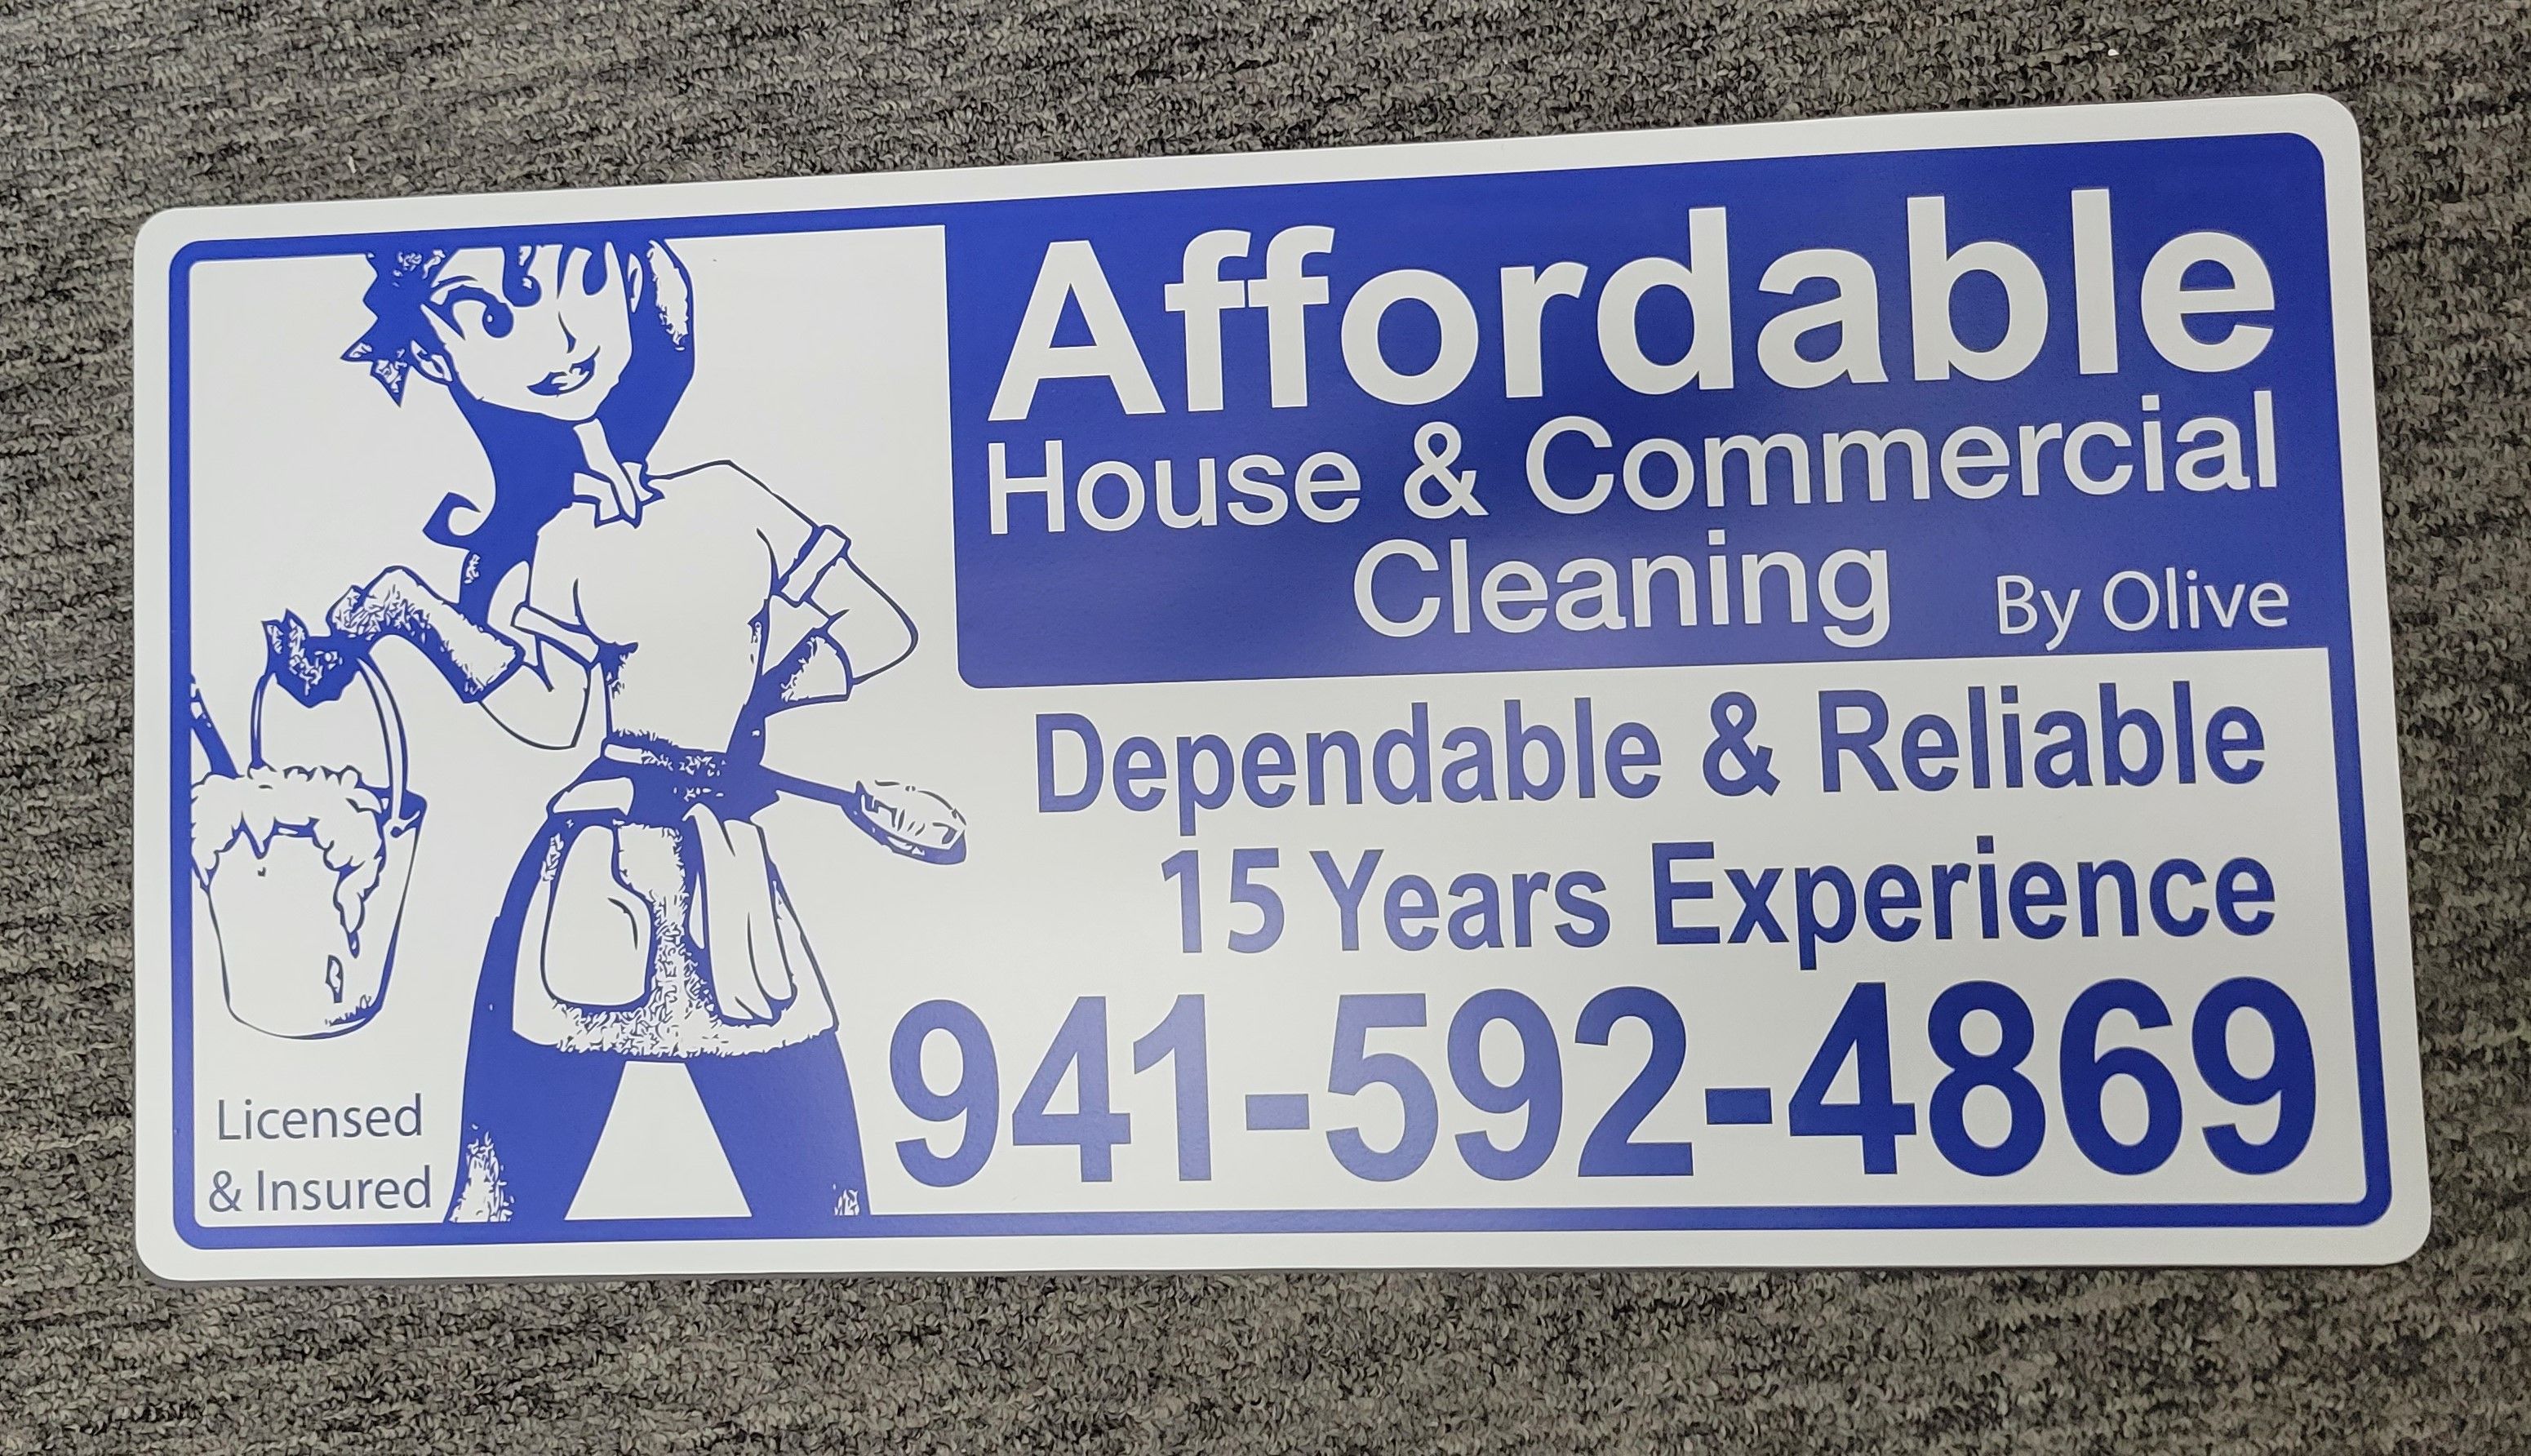 Affordable
House & Commercial
Cleaning By Olive
Dependable & Reliable
15 Years Experience
941-592-4869
Licensed
& Insured